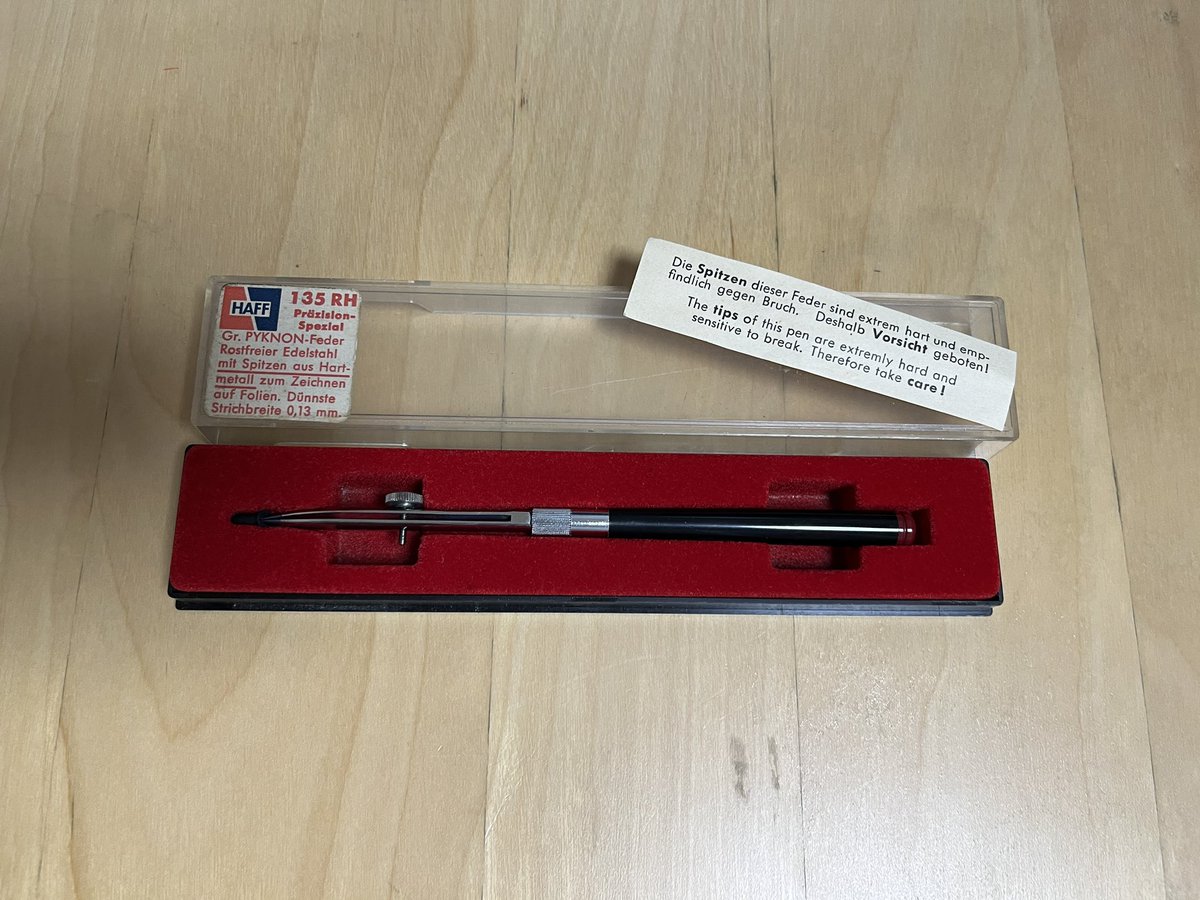 HAFF
135 RH
Präzision-
Spezial
Gr. PYKNON-Feder
Rostfreier Edelstahl
mit Spitzen aus Hart-
metall zum Zeichnen
auf Folien. Dünnste
Strichbreite 0,13 mm.
Die Spitzen dieser Feder sind extrem hart und emp-
findlich gegen Bruch. Deshalb Vorsicht geboten!
The tips of this pen are extremly hard and
sensitive to break. Therefore take care!